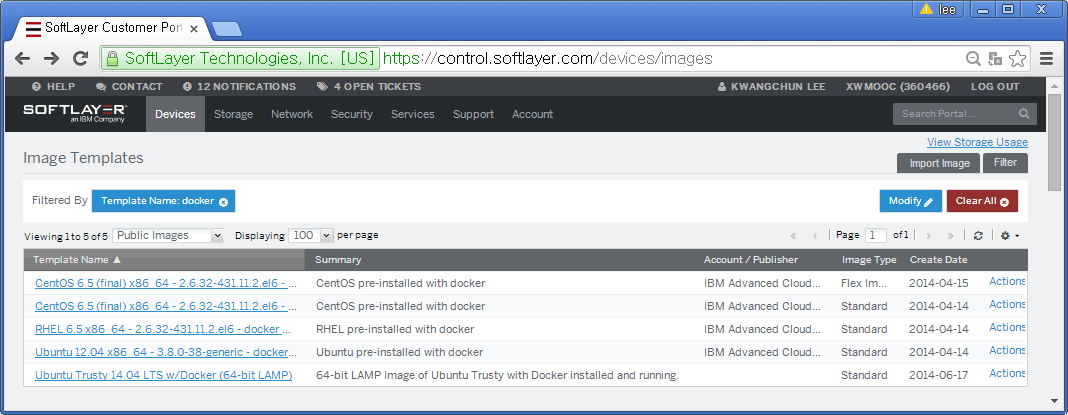 lee
SoftLayer Customer Port
SoftLayer Technologies, Inc. [US] https://control.softlayer.com/devices/images
HELP CONTACT 12 NOTIFICATIONS 4 OPEN TICKETS KWANGCHUN LEE XWMOOC (360466) LOG OUT
SOFTLAYER® Devices Storage Network Security Services Support Account Search Portal...
an IBM Company
View Storage Usage
Image Templates Import Image Filter
Filtered By Template Name: docker Modify Clear All
Viewing 1 to 5 of 5 Public Images Displaying 100 per page « ‹ Page 1 of 1 › »
Template Name ▲ Summary Account / Publisher Image Type Create Date
CentOS 6.5 (final) x86_64 - 2.6.32-431.11.2.el6 - ... CentOS pre-installed with docker IBM Advanced Cloud... Flex Im... 2014-04-15 Actions
CentOS 6.5 (final) x86_64 - 2.6.32-431.11.2.el6 - ... CentOS pre-installed with docker IBM Advanced Cloud... Standard 2014-04-14 Actions
RHEL 6.5 x86_64 - 2.6.32-431.11.2.el6 - docker ... RHEL pre-installed with docker IBM Advanced Cloud... Standard 2014-04-14 Actions
Ubuntu 12.04 x86_64 - 3.8.0-38-generic - docker... Ubuntu pre-installed with docker IBM Advanced Cloud... Standard 2014-04-14 Actions
Ubuntu Trusty 14.04 LTS w/Docker (64-bit LAMP) 64-bit LAMP Image of Ubuntu Trusty with Docker installed and running. Standard 2014-06-17 Actions